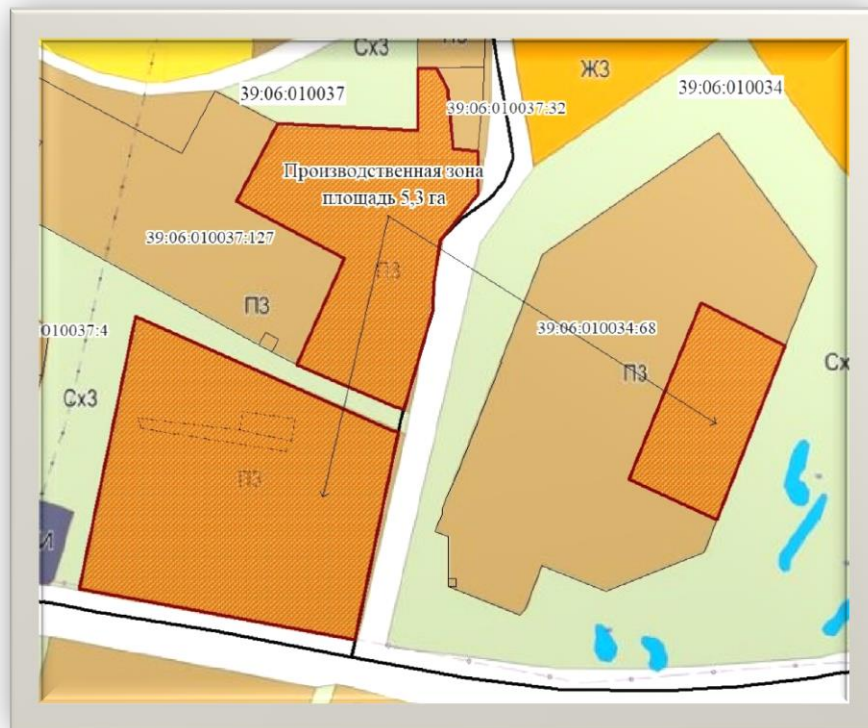 Сх3
Ж3
39:06:010037
39:06:010034
39:06:010037:32
Производственная зона
площадь 5,3 га
39:06:010037:127
П3
П3
010037:4
39:06:010034:68
П3
Сх
Сх3
П3
И